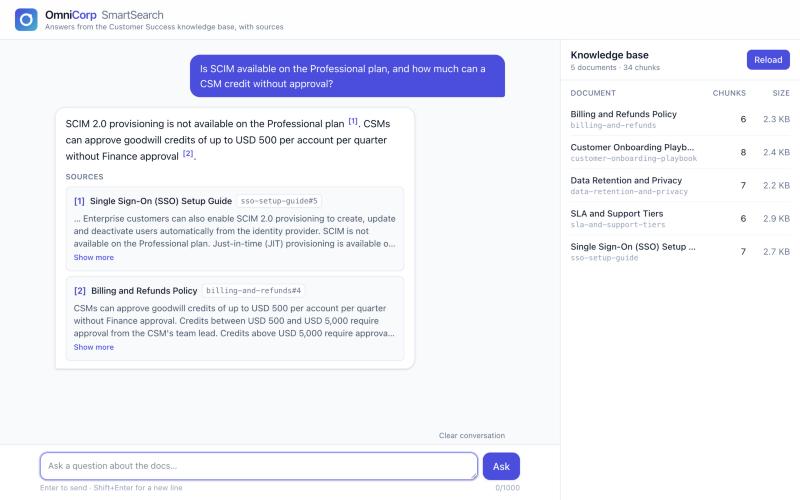 OmniCorp SmartSearch
Answers from the Customer Success knowledge base, with sources
Is SCIM available on the Professional plan, and how much can a
CSM credit without approval?
SCIM 2.0 provisioning is not available on the Professional plan [1]. CSMs
can approve goodwill credits of up to USD 500 per account per quarter
without Finance approval [2].
SOURCES
[1] Single Sign-On (SSO) Setup Guide sso-setup-guide#5
... Enterprise customers can also enable SCIM 2.0 provisioning to create, update
and deactivate users automatically from the identity provider. SCIM is not
available on the Professional plan. Just-in-time (JIT) provisioning is available o...
Show more
[2] Billing and Refunds Policy billing-and-refunds#4
CSMs can approve goodwill credits of up to USD 500 per account per quarter
without Finance approval. Credits between USD 500 and USD 5,000 require
approval from the CSM's team lead. Credits above USD 5,000 require approva...
Show more
Clear conversation
Ask a question about the docs...
Ask
Enter to send · Shift+Enter for a new line
0/1000
Knowledge base
5 documents · 34 chunks
Reload
DOCUMENT CHUNKS SIZE
Billing and Refunds Policy 6 2.3 KB
billing-and-refunds
Customer Onboarding Playb... 8 2.4 KB
customer-onboarding-playbook
Data Retention and Privacy 7 2.2 KB
data-retention-and-privacy
SLA and Support Tiers 6 2.9 KB
sla-and-support-tiers
Single Sign-On (SSO) Setup ... 7 2.7 KB
sso-setup-guide